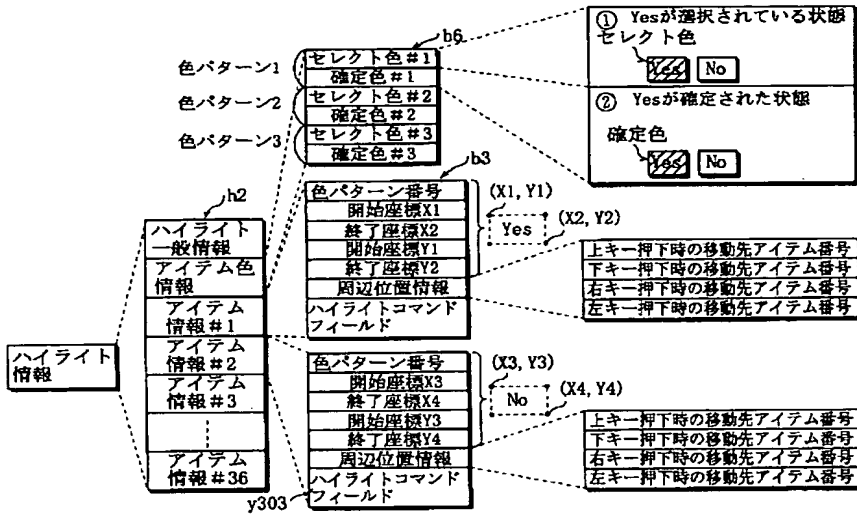 ハイライト
情報
h2
ハイライト
一般情報
アイテム色
情報
アイテム
情報#1
アイテム
情報#2
アイテム
情報#3
アイテム
情報#36
色パターン1
色パターン2
色パターン3
b6
セレクト色#1
確定色#1
セレクト色#2
確定色#2
セレクト色#3
確定色#3
① Yesが選択されている状態
セレクト色
Yes No
② Yesが確定された状態
確定色
Yes No
b3
色パターン番号
開始座標X1
終了座標X2
開始座標Y1
終了座標Y2
周辺位置情報
ハイライトコマンド
フィールド
(X1, Y1)
Yes
(X2, Y2)
上キー押下時の移動先アイテム番号
下キー押下時の移動先アイテム番号
右キー押下時の移動先アイテム番号
左キー押下時の移動先アイテム番号
色パターン番号
開始座標X3
終了座標X4
開始座標Y3
終了座標Y4
周辺位置情報
ハイライトコマンド
フィールド
y303
(X3, Y3)
No
(X4, Y4)
上キー押下時の移動先アイテム番号
下キー押下時の移動先アイテム番号
右キー押下時の移動先アイテム番号
左キー押下時の移動先アイテム番号